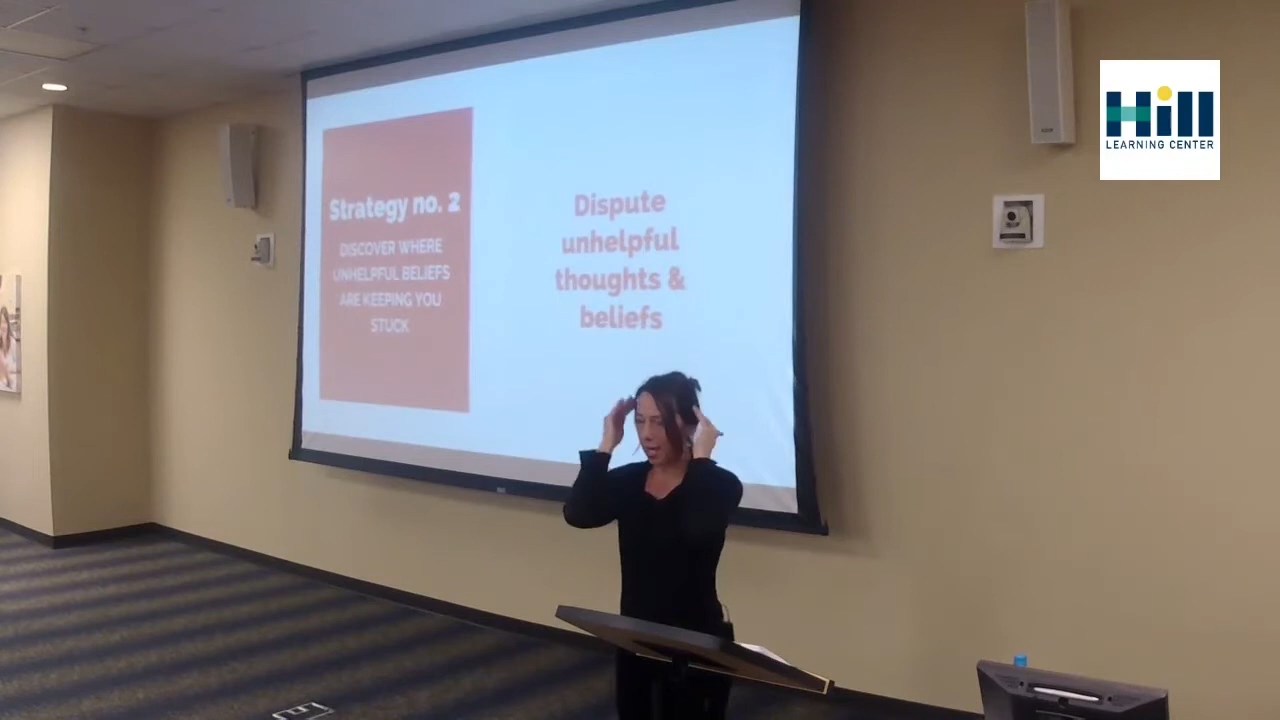 Strategy no. 2
DISCOVER WHERE
UNHELPFUL BELIEFS
ARE KEEPING YOU
STUCK
Dispute
unhelpful
thoughts &
beliefs
Hill
LEARNING CENTER